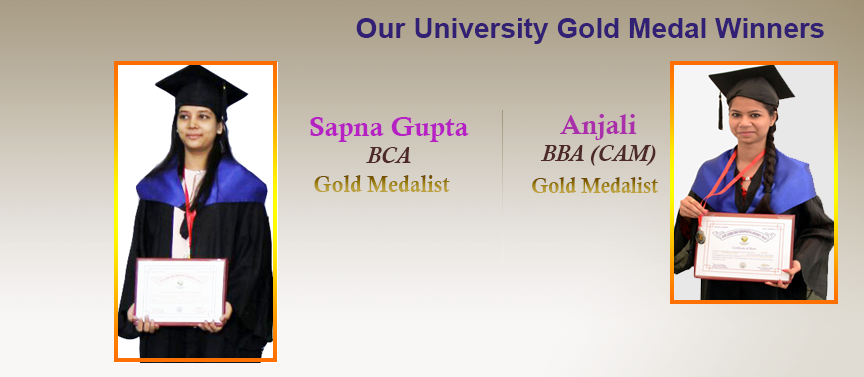 Our University Gold Medal Winners
Sapna Gupta
BCA
Gold Medalist
Anjali
BBA (CAM)
Gold Medalist